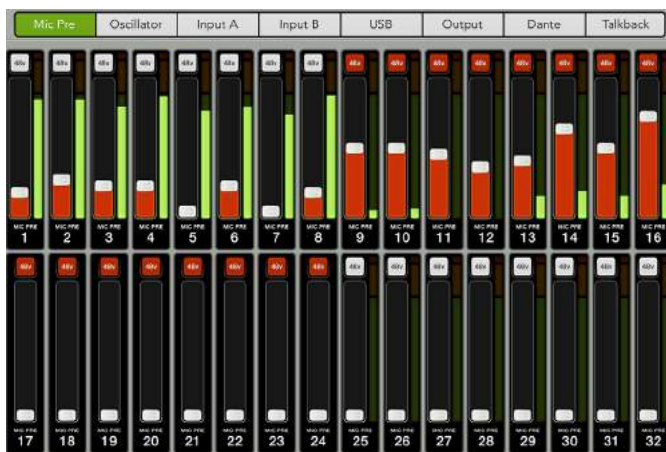 Mic Pre Oscillator Input A Input B USB Output Dante Talkback
48v 48v 48v 48v 48v 48v 48v 48v 48v 48v 48v 48v 48v 48v 48v 48v
MIC PRE MIC PRE MIC PRE MIC PRE MIC PRE MIC PRE MIC PRE MIC PRE MIC PRE MIC PRE MIC PRE MIC PRE MIC PRE MIC PRE MIC PRE MIC PRE
1 2 3 4 5 6 7 8 9 10 11 12 13 14 15 16
48v 48v 48v 48v 48v 48v 48v 48v 48v 48v 48v 48v 48v 48v 48v 48v
MIC PRE MIC PRE MIC PRE MIC PRE MIC PRE MIC PRE MIC PRE MIC PRE MIC PRE MIC PRE MIC PRE MIC PRE MIC PRE MIC PRE MIC PRE MIC PRE
17 18 19 20 21 22 23 24 25 26 27 28 29 30 31 32